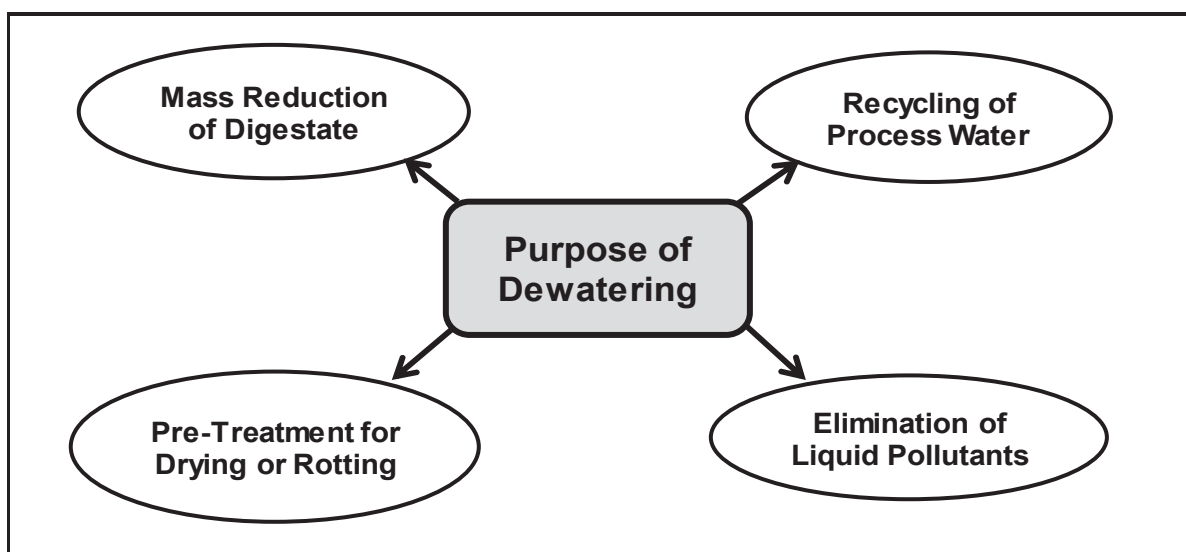 Mass Reduction
of Digestate
Recycling of
Process Water
Purpose of
Dewatering
Pre-Treatment for
Drying or Rotting
Elimination of
Liquid Pollutants